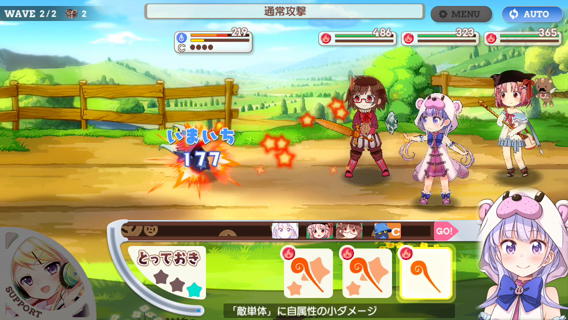 WAVE 2/2 2
通常攻撃
MENU
AUTO
219
C
486
323
365
いまいち
177
C
GO!
とっておき
SUPPORT
「敵単体」に自属性の小ダメージ